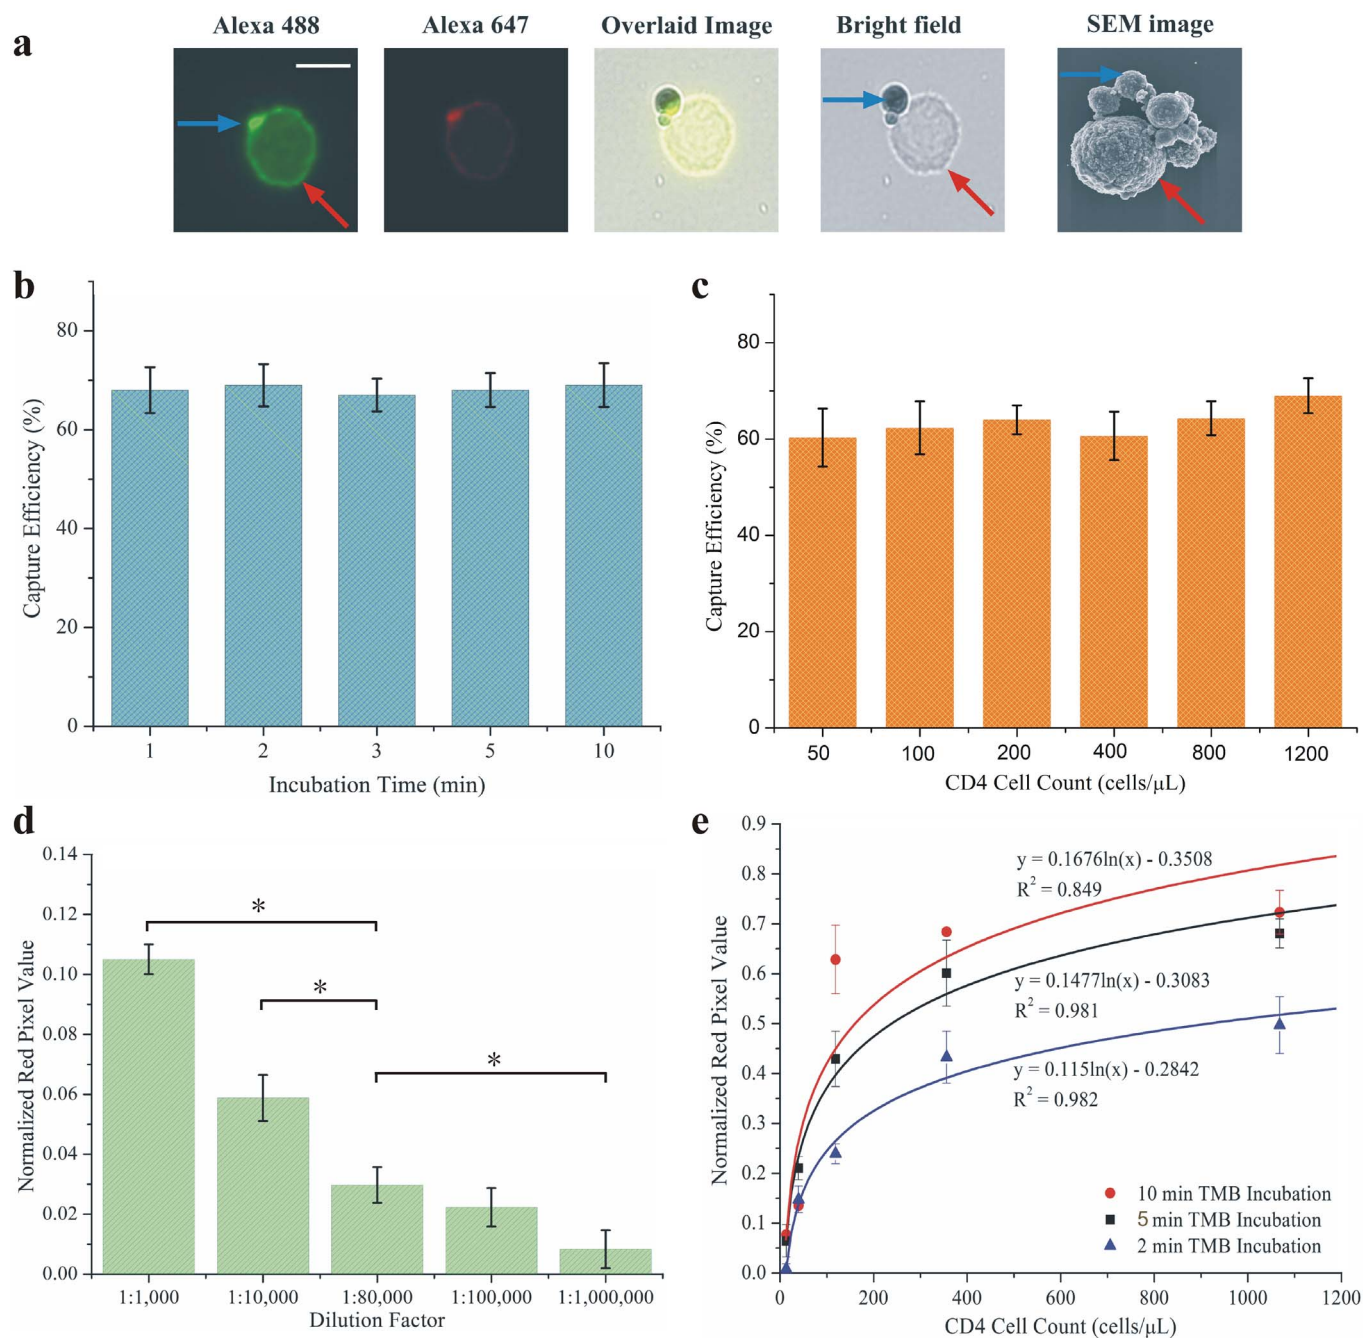 a
Alexa 488
Alexa 647
Overlaid Image
Bright field
SEM image
b
Capture Efficiency (%)
80
60
40
20
0
1 2 3 5 10
Incubation Time (min)
c
Capture Efficiency (%)
80
60
40
20
0
50 100 200 400 800 1200
CD4 Cell Count (cells/μL)
d
Normalized Red Pixel Value
0.14
0.12
0.10
0.08
0.06
0.04
0.02
0.00
*
*
*
1:1,000 1:10,000 1:80,000 1:100,000 1:1,000,000
Dilution Factor
e
Normalized Red Pixel Value
0.9
0.8
0.7
0.6
0.5
0.4
0.3
0.2
0.1
0.0
y = 0.1676ln(x) - 0.3508
R² = 0.849
y = 0.1477ln(x) - 0.3083
R² = 0.981
y = 0.115ln(x) - 0.2842
R² = 0.982
10 min TMB Incubation
5 min TMB Incubation
2 min TMB Incubation
0 200 400 600 800 1000 1200
CD4 Cell Count (cells/μL)